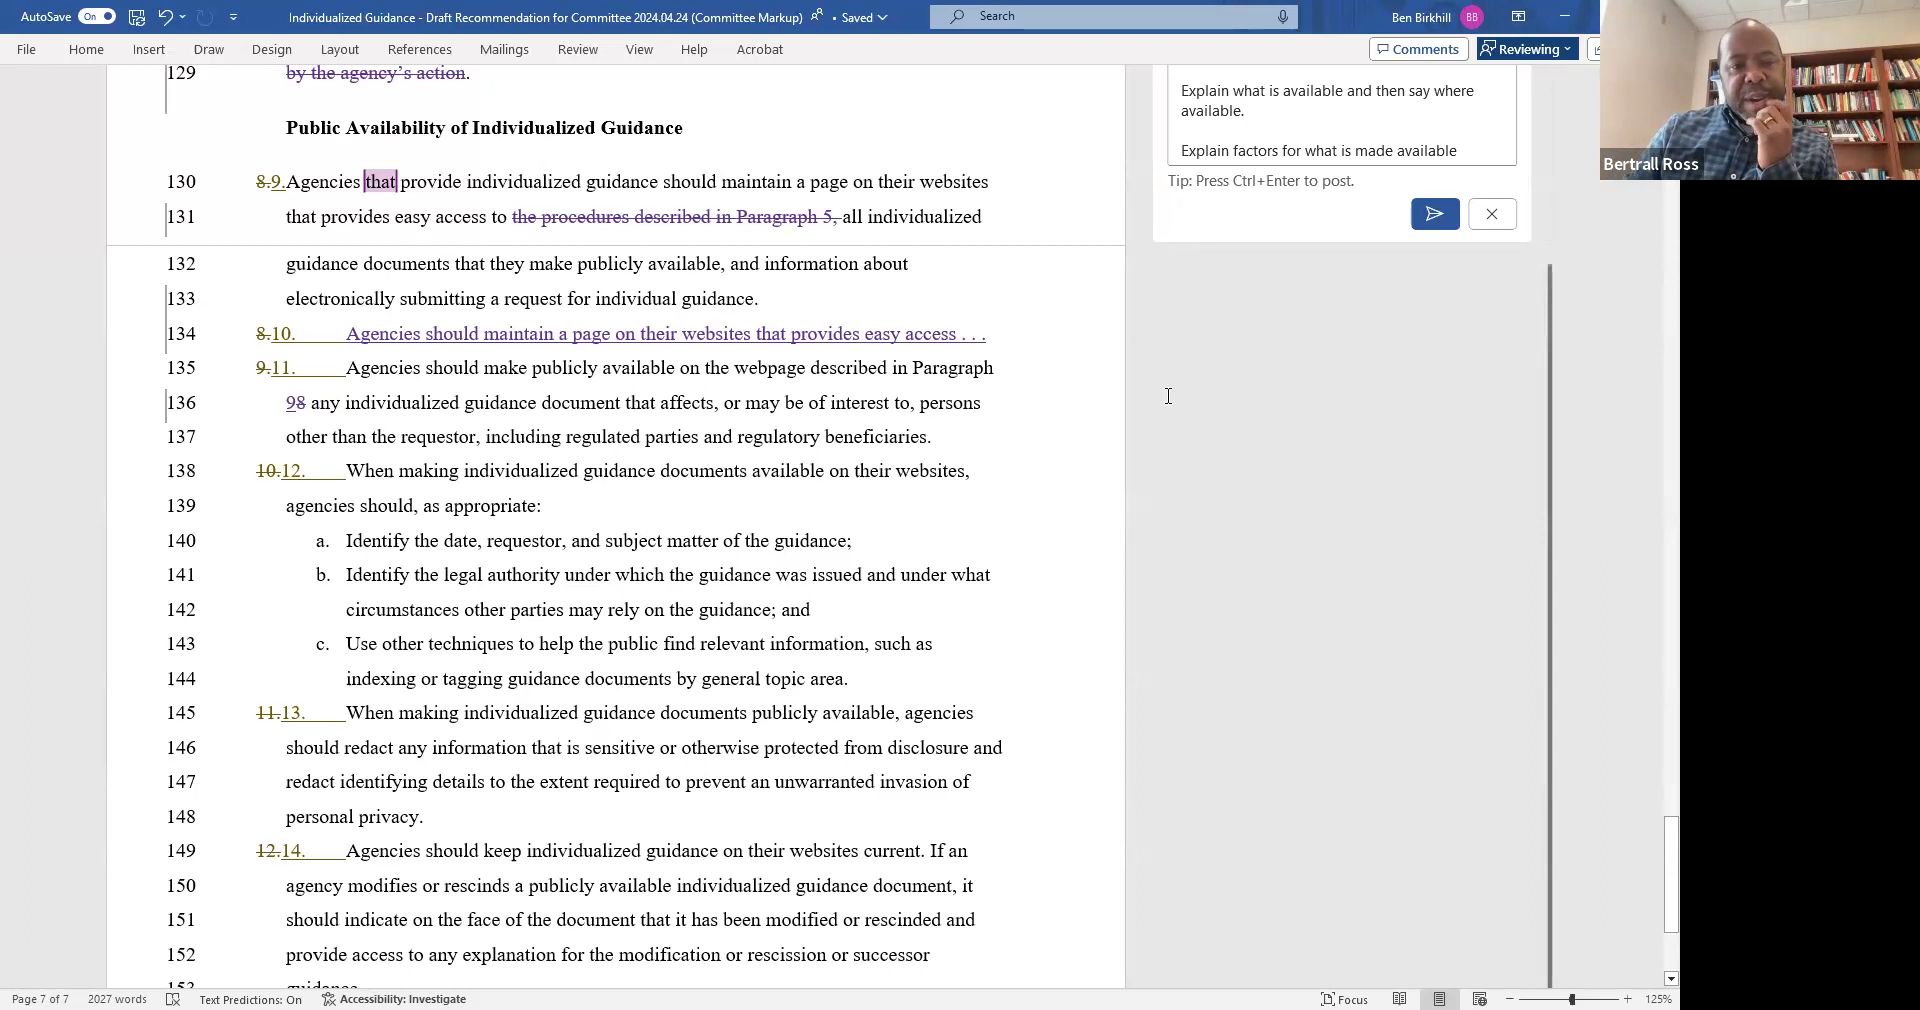 AutoSave On Individualized Guidance - Draft Recommendation for Committee 2024.04.24 (Committee Markup) • Saved Search Ben Birkhill BB
File Home Insert Draw Design Layout References Mailings Review View Help Acrobat Comments Reviewing
129 by the agency's action.
Public Availability of Individualized Guidance
130 8.9.Agencies that provide individualized guidance should maintain a page on their websites
131 that provides easy access to the procedures described in Paragraph 5, all individualized
132 guidance documents that they make publicly available, and information about
133 electronically submitting a request for individual guidance.
134 8.10. Agencies should maintain a page on their websites that provides easy access . . .
135 9.11. Agencies should make publicly available on the webpage described in Paragraph
136 98 any individualized guidance document that affects, or may be of interest to, persons
137 other than the requestor, including regulated parties and regulatory beneficiaries.
138 10.12. When making individualized guidance documents available on their websites,
139 agencies should, as appropriate:
140 a. Identify the date, requestor, and subject matter of the guidance;
141 b. Identify the legal authority under which the guidance was issued and under what
142 circumstances other parties may rely on the guidance; and
143 c. Use other techniques to help the public find relevant information, such as
144 indexing or tagging guidance documents by general topic area.
145 11.13. When making individualized guidance documents publicly available, agencies
146 should redact any information that is sensitive or otherwise protected from disclosure and
147 redact identifying details to the extent required to prevent an unwarranted invasion of
148 personal privacy.
149 12.14. Agencies should keep individualized guidance on their websites current. If an
150 agency modifies or rescinds a publicly available individualized guidance document, it
151 should indicate on the face of the document that it has been modified or rescinded and
152 provide access to any explanation for the modification or rescission or successor
153 guidance.
Explain what is available and then say where
available.
Explain factors for what is made available
Tip: Press Ctrl+Enter to post.
Bertrall Ross
Page 7 of 7 2027 words Text Predictions: On Accessibility: Investigate Focus 125%